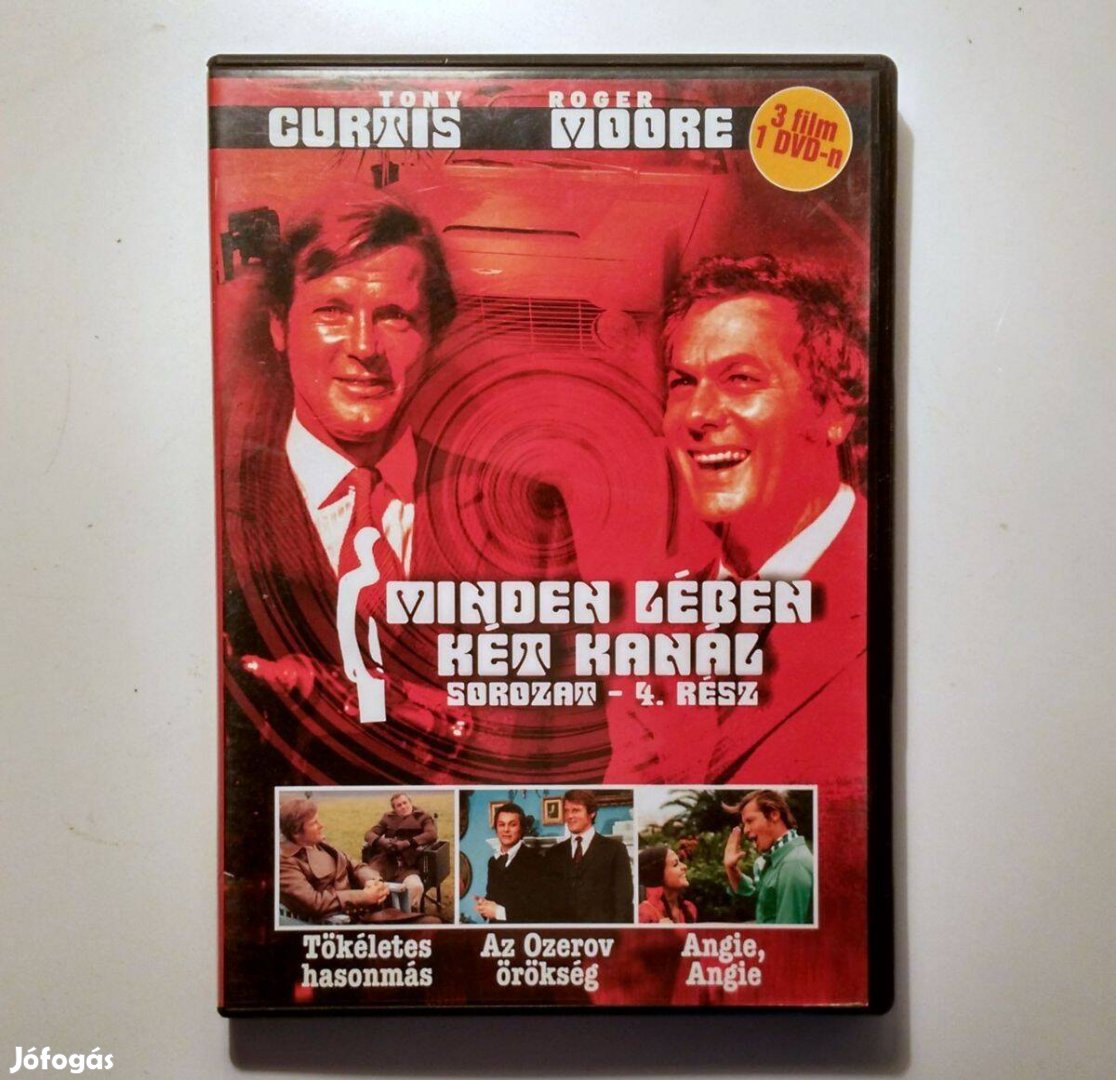 TONY
CURTIS
ROGER
MOORE
3 film
1 DVD-n
MINDEN LÉBEN
KÉT KANÁL
SOROZAT - 4. RÉSZ
Tökéletes
hasonmás
Az Ozerov
örökség
Angie,
Angie
Jófogás